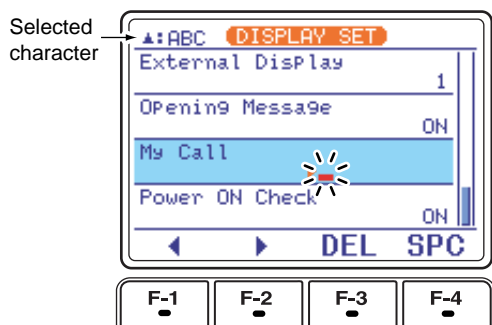 Selected
character
▲:ABC DISPLAY SET
External Display
1
Opening Message
ON
My Call
Power ON Check
ON
◀ ▶ DEL SPC
F-1 F-2 F-3 F-4